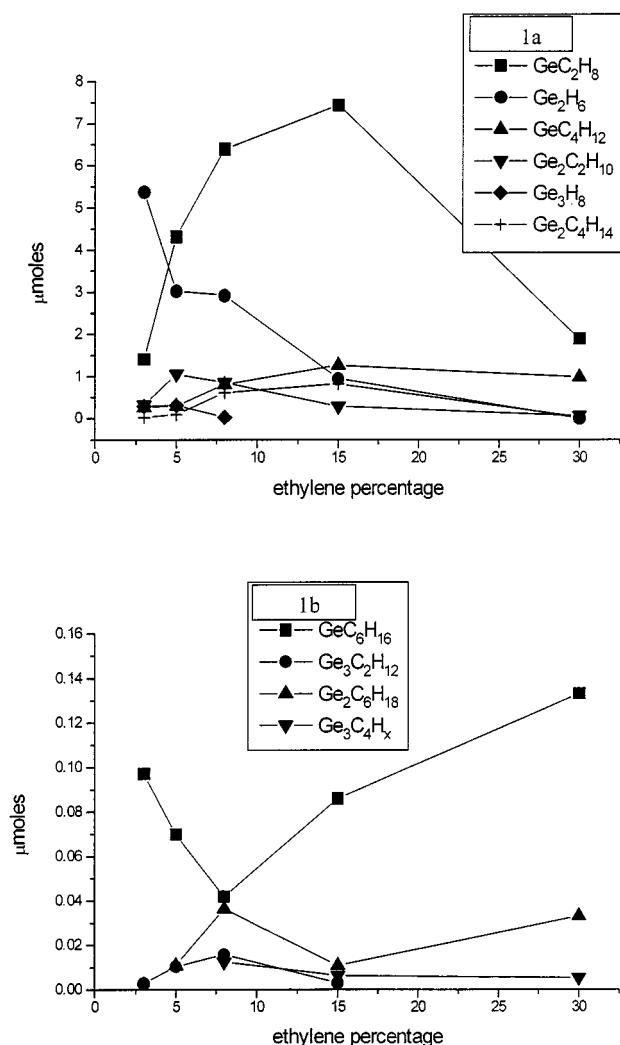 1a
GeC₂H₈
Ge₂H₆
GeC₄H₁₂
Ge₂C₂H₁₀
Ge₃H₈
Ge₂C₄H₁₄
8
7
6
5
4
3
2
1
0
μmoles
0 5 10 15 20 25 30
ethylene percentage
1b
GeC₆H₁₆
Ge₃C₂H₁₂
Ge₂C₆H₁₈
Ge₃C₄Hₓ
0.16
0.14
0.12
0.10
0.08
0.06
0.04
0.02
0.00
μmoles
0 5 10 15 20 25 30
ethylene percentage